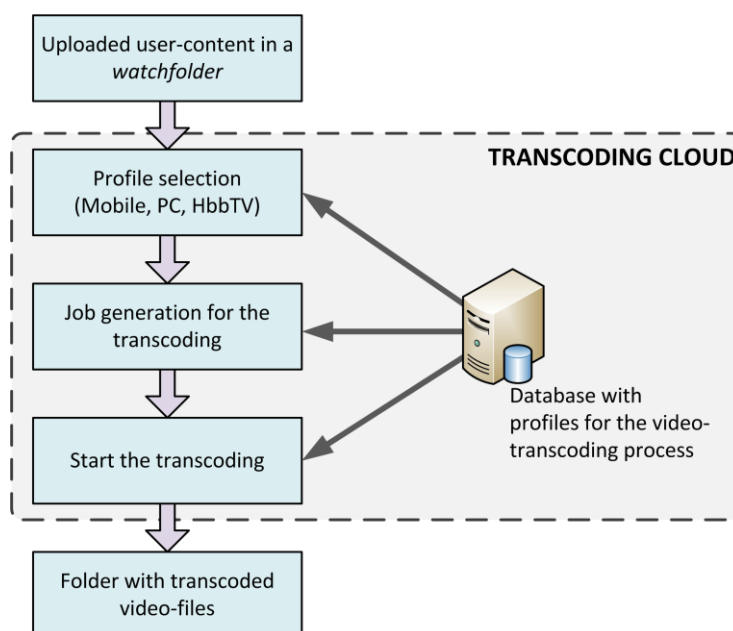 Uploaded user-content in a
watchfolder
TRANSCODING CLOUD
Profile selection
(Mobile, PC, HbbTV)
Job generation for the
transcoding
Database with
profiles for the video-
transcoding process
Start the transcoding
Folder with transcoded
video-files